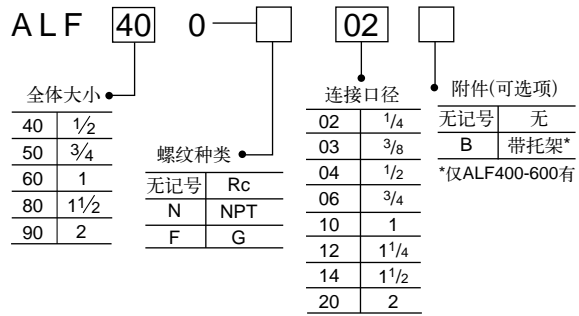 ALF 40 0 — 02
全体大小
40 1/2
50 3/4
60 1
80 1 1/2
90 2
螺纹种类
无记号 Rc
N NPT
F G
连接口径
02 1/4
03 3/8
04 1/2
06 3/4
10 1
12 1 1/4
14 1 1/2
20 2
附件(可选项)
无记号 无
B 带托架*
*仅ALF400-600有